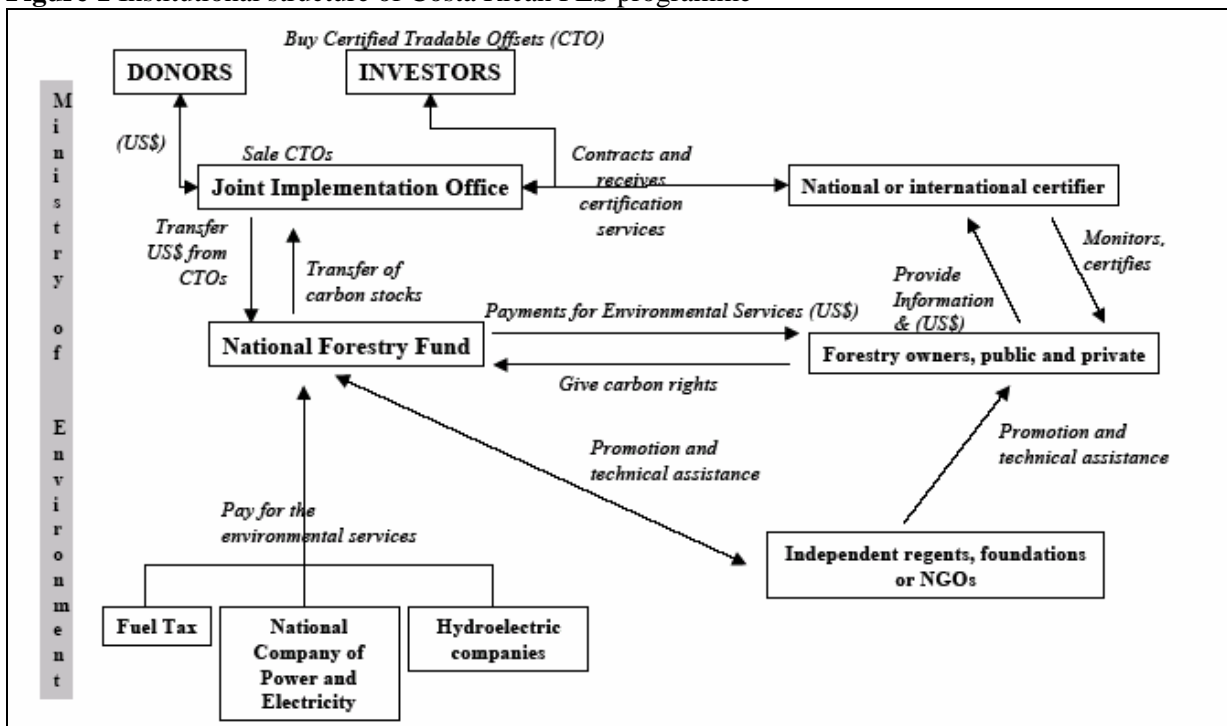 Figure Institutional structure of Costa Rican PES programme
Buy Certified Tradable Offsets (CTO)
DONORS
INVESTORS
Ministry of Environment
(US$)
Sale CTOs
Joint Implementation Office
Contracts and
receives
certification
services
National or international certifier
Transfer
US$ from
CTOs
Transfer of
carbon stocks
Provide
Information
& (US$)
Monitors,
certifies
National Forestry Fund
Payments for Environmental Services (US$)
Give carbon rights
Forestry owners, public and private
Promotion and
technical assistance
Promotion and
technical assistance
Pay for the
environmental services
Independent regents, foundations
or NGOs
Fuel Tax
National
Company of
Power and
Electricity
Hydroelectric
companies